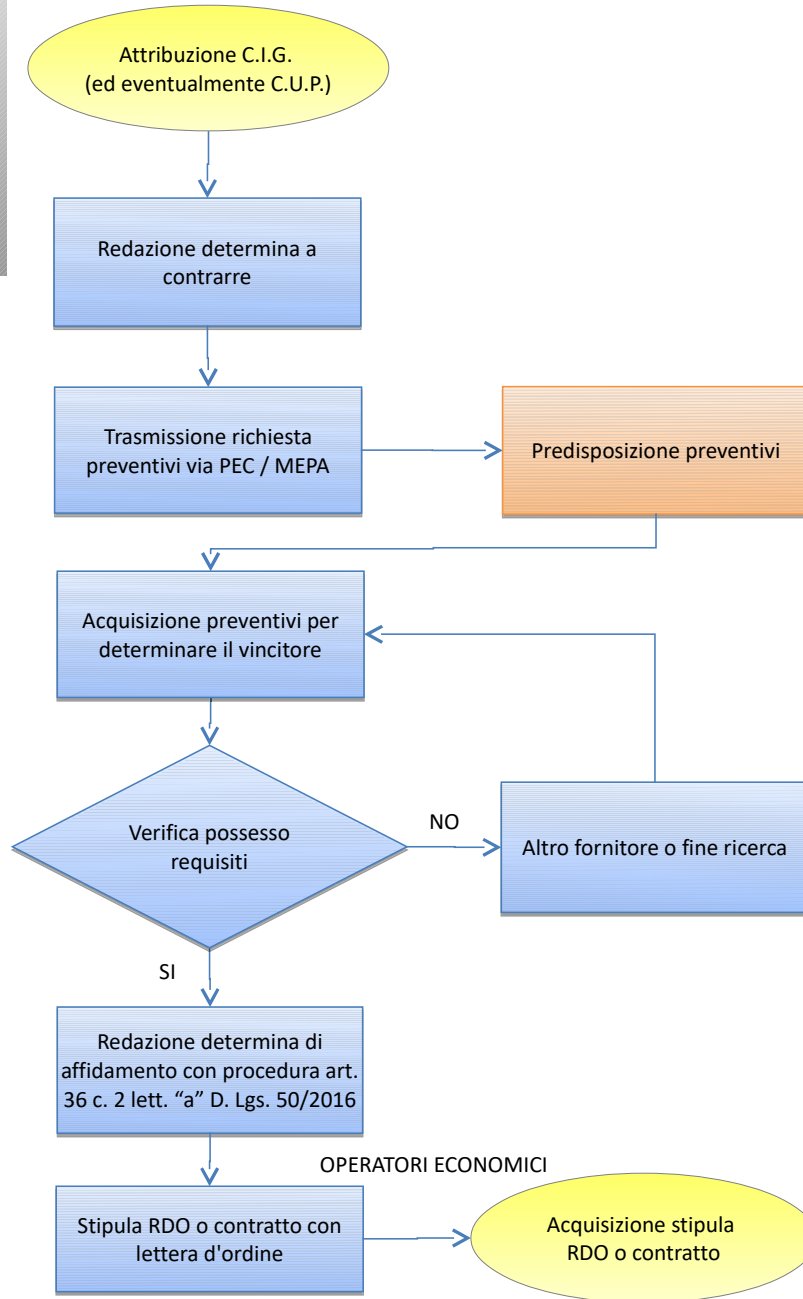 Attribuzione C.I.G.
(ed eventualmente C.U.P.)
Redazione determina a
contrarre
Trasmissione richiesta
preventivi via PEC / MEPA
Predisposizione preventivi
Acquisizione preventivi per
determinare il vincitore
Verifica possesso
requisiti
NO
Altro fornitore o fine ricerca
SI
Redazione determina di
affidamento con procedura art.
36 c. 2 lett. “a” D. Lgs. 50/2016
OPERATORI ECONOMICI
Stipula RDO o contratto con
lettera d'ordine
Acquisizione stipula
RDO o contratto